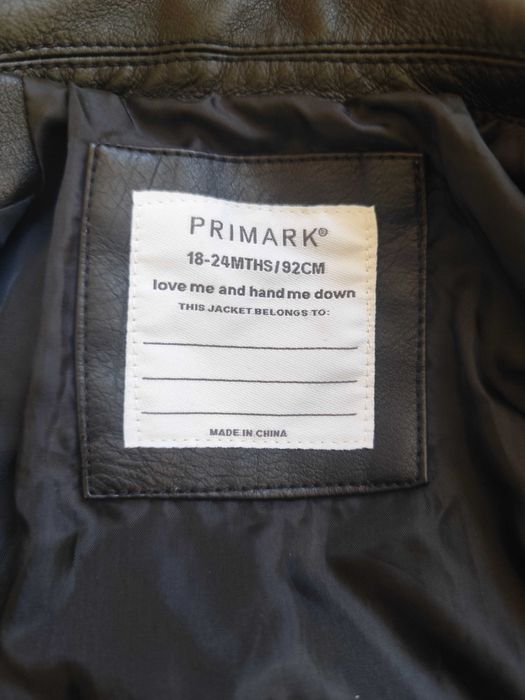 PRIMARK®
18-24MTHS/92CM
love me and hand me down
THIS JACKET BELONGS TO:
MADE IN CHINA